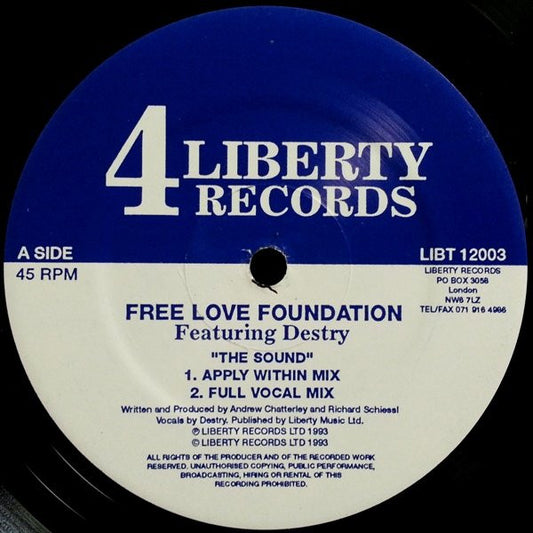 4 LIBERTY
RECORDS
A SIDE
LIBT 12003
45 RPM
LIBERTY RECORDS
PO BOX 3058
London
NW6 7LZ
TEL/FAX 071 916 4986
FREE LOVE FOUNDATION
Featuring Destry
"THE SOUND"
1. APPLY WITHIN MIX
2. FULL VOCAL MIX
Written and Produced by Andrew Chatterley and Richard Schiessl
Vocals by Destry. Published by Liberty Music Ltd.
℗ LIBERTY RECORDS LTD 1993
© LIBERTY RECORDS LTD 1993
ALL RIGHTS OF THE PRODUCER AND OF THE RECORDED WORK
RESERVED. UNAUTHORISED COPYING, PUBLIC PERFORMANCE,
BROADCASTING, HIRING OR RENTAL OF THIS
RECORDING PROHIBITED.